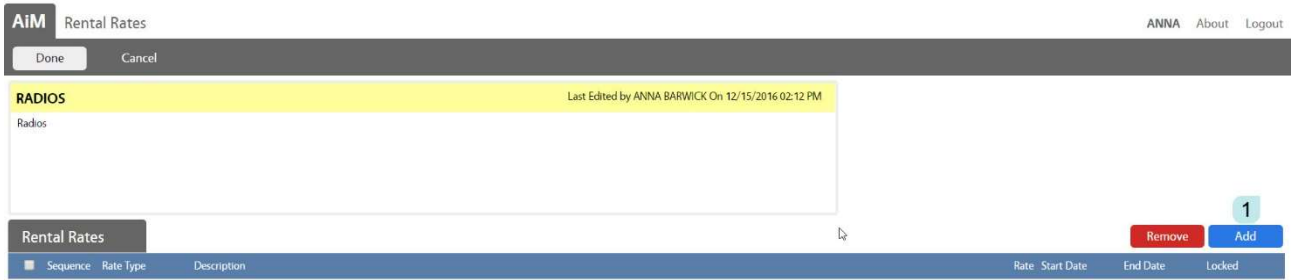 AiM Rental Rates ANNA About Logout
Done Cancel
RADIOS Last Edited by ANNA BARWICK On 12/15/2016 02:12 PM
Radios
1
Rental Rates Remove Add
Sequence Rate Type Description Rate Start Date End Date Locked